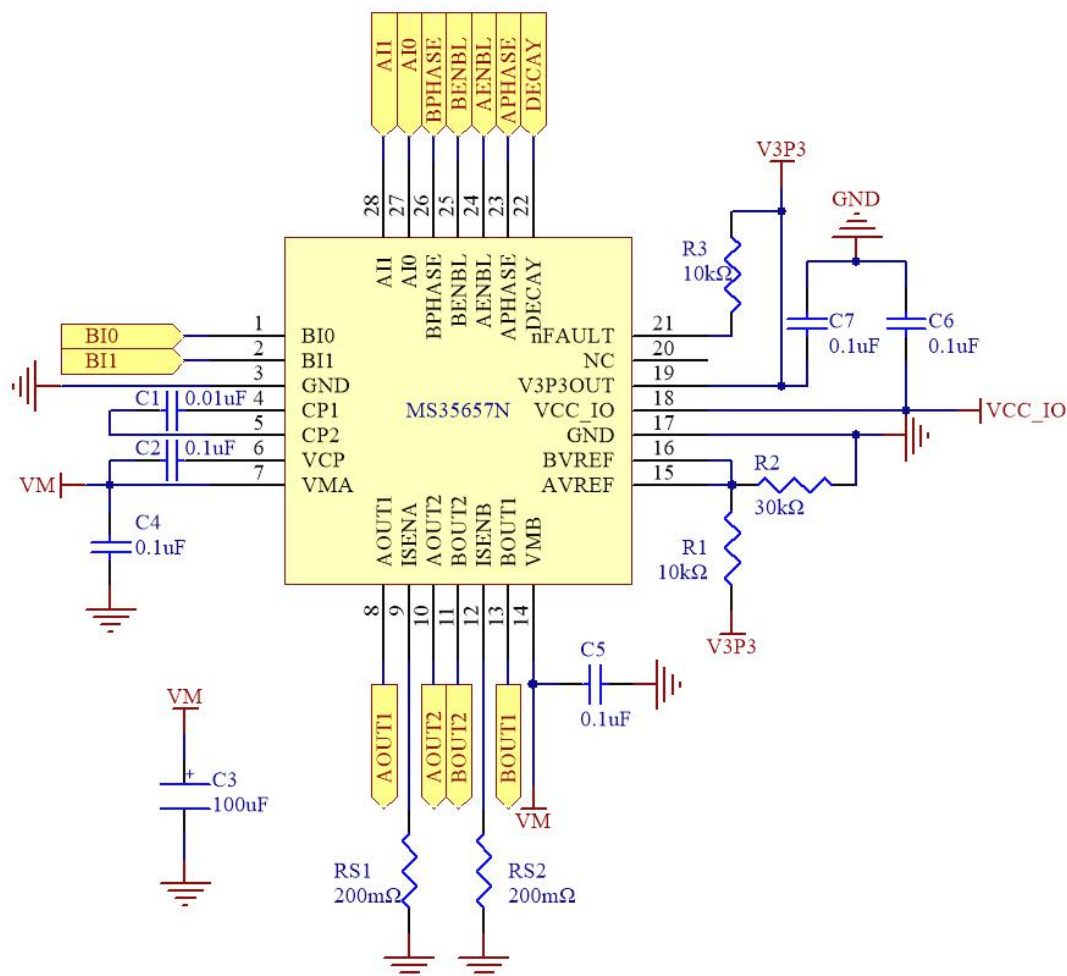 AI1
AI0
BPHASE
BENBL
AENBL
APHASE
DECAY
28
27
26
25
24
23
22
AI1
AI0
BPHASE
BENBL
AENBL
APHASE
DECAY
V3P3
GND
R3
10kΩ
C7
0.1uF
C6
0.1uF
BI0
1
BI0
BI1
2
BI1
3
GND
C1
0.01uF
4
CP1
5
CP2
C2
0.1uF
6
VCP
VM
7
VMA
C4
0.1uF
MS35657N
nFAULT
21
NC
20
V3P3OUT
19
VCC_IO
18
VCC_IO
GND
17
BVREF
16
AVREF
15
R2
30kΩ
R1
10kΩ
V3P3
AOUT1
ISENA
AOUT2
BOUT2
ISENB
BOUT1
VMB
8
9
10
11
12
13
14
C5
0.1uF
AOUT1
AOUT2
BOUT2
BOUT1
VM
VM
+
C3
100uF
RS1
200mΩ
RS2
200mΩ